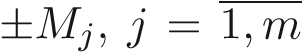 ±M_j, j = \overline{1, m}